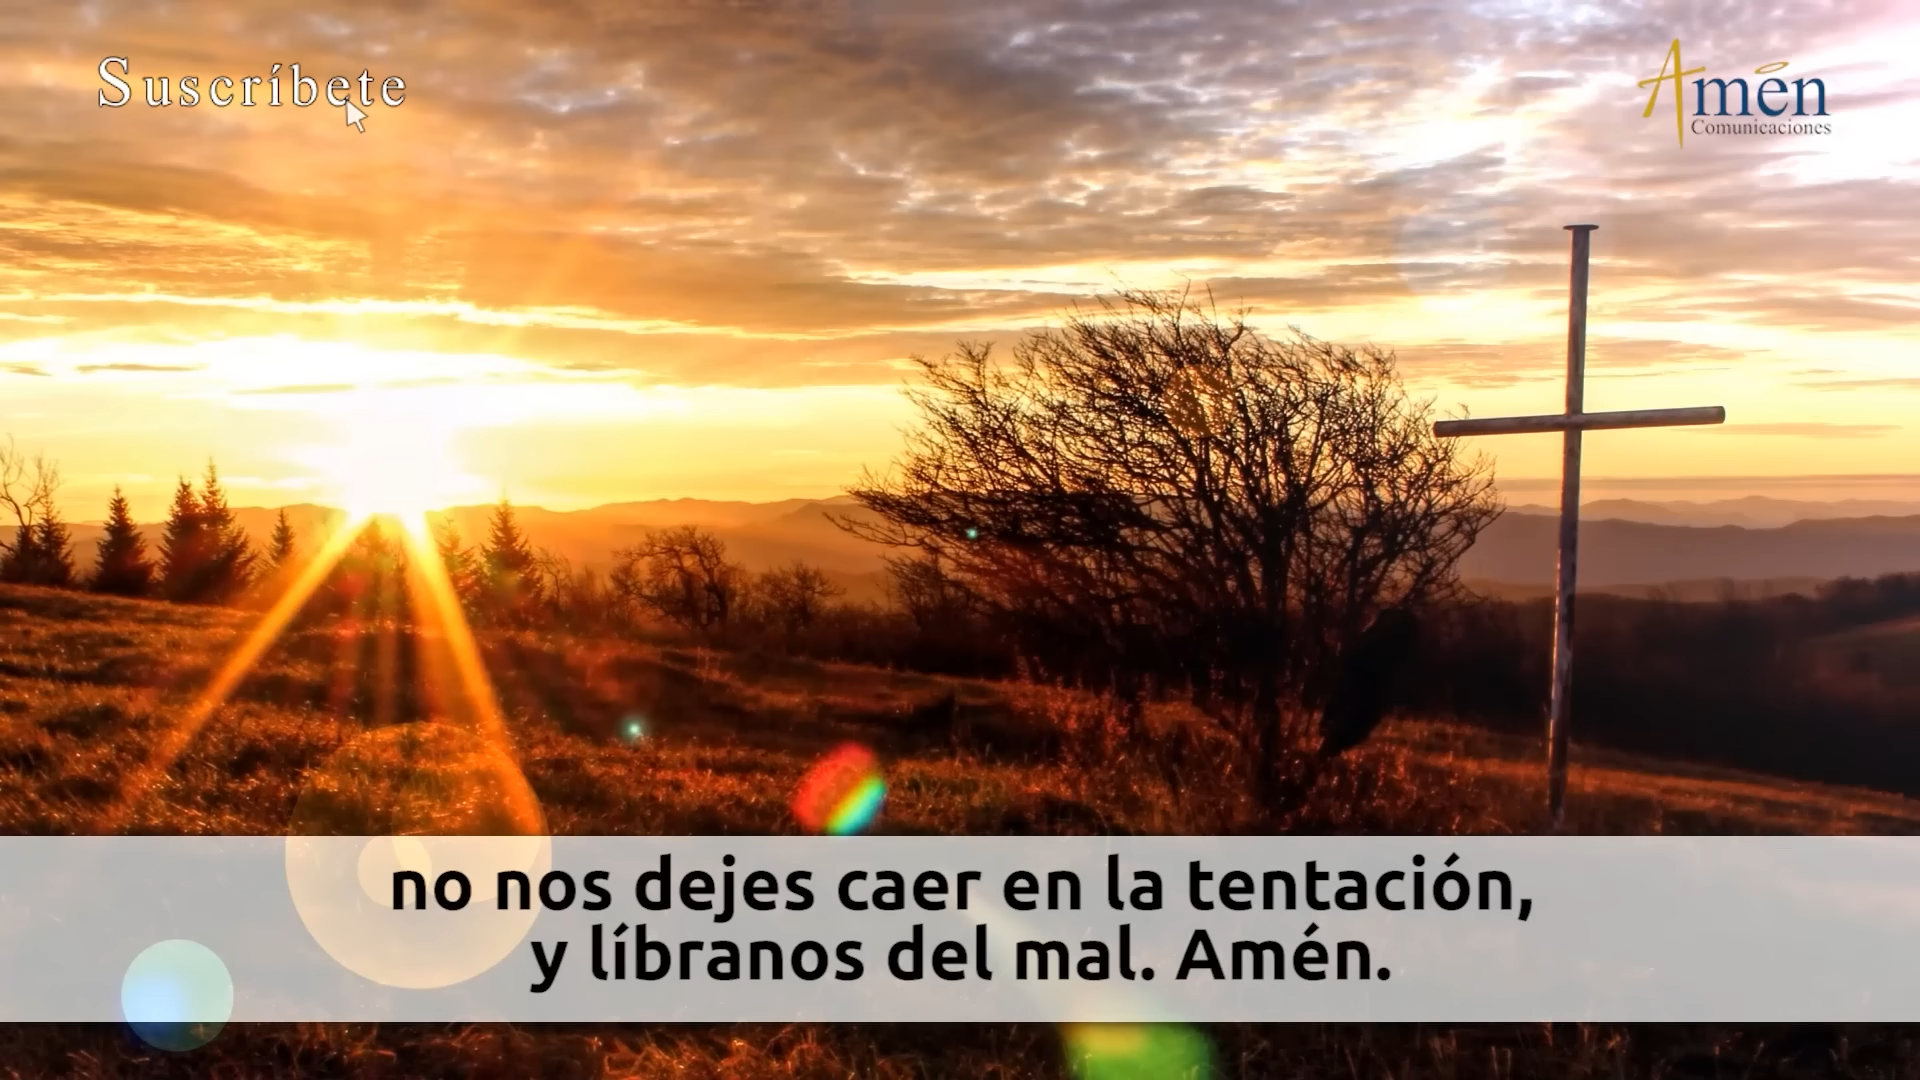 Suscríbete
Amén
Comunicaciones
no nos dejes caer en la tentación,
y líbranos del mal. Amén.